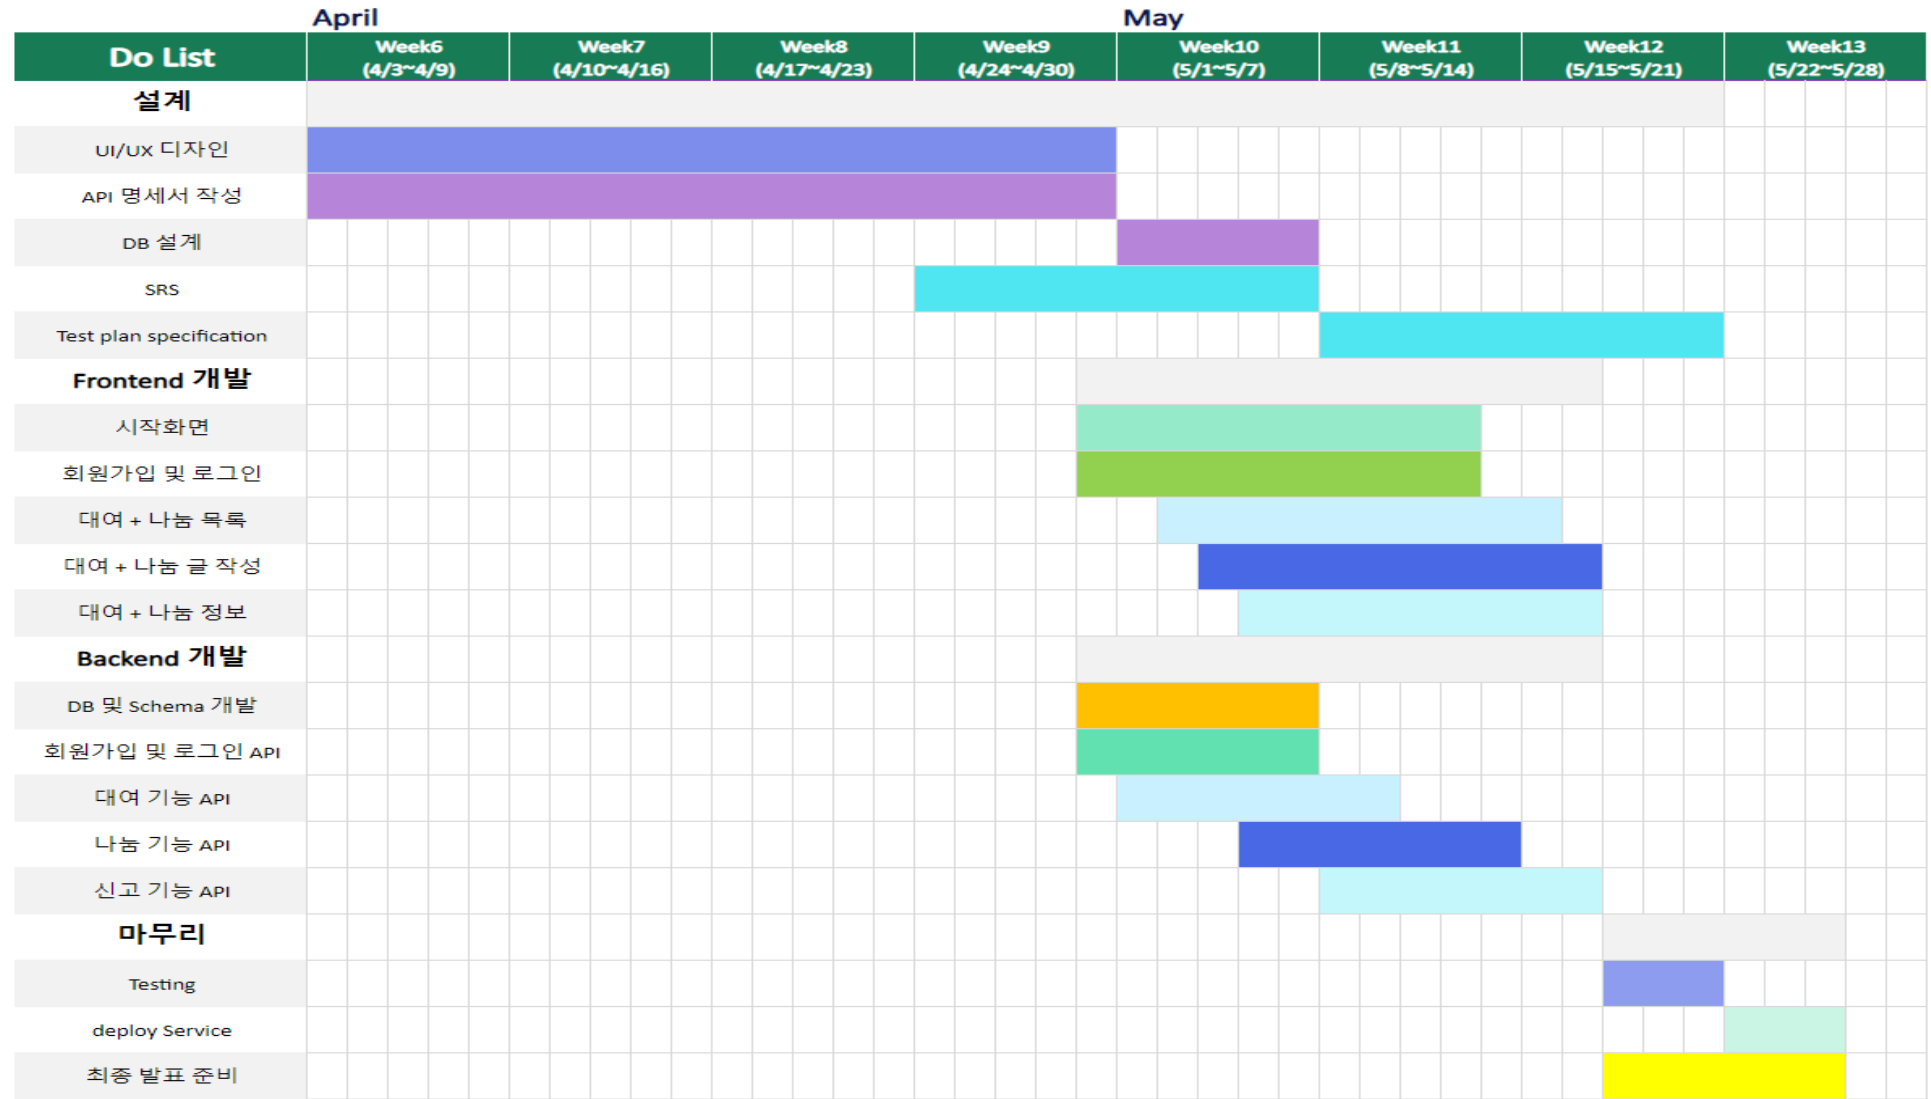 April
May
Do List
Week6
(4/3~4/9)
Week7
(4/10~4/16)
Week8
(4/17~4/23)
Week9
(4/24~4/30)
Week10
(5/1~5/7)
Week11
(5/8~5/14)
Week12
(5/15~5/21)
Week13
(5/22~5/28)
설계
UI/UX 디자인
API 명세서 작성
DB 설계
SRS
Test plan specification
Frontend 개발
시작화면
회원가입 및 로그인
대여 + 나눔 목록
대여 + 나눔 글 작성
대여 + 나눔 정보
Backend 개발
DB 및 Schema 개발
회원가입 및 로그인 API
대여 기능 API
나눔 기능 API
신고 기능 API
마무리
Testing
deploy Service
최종 발표 준비